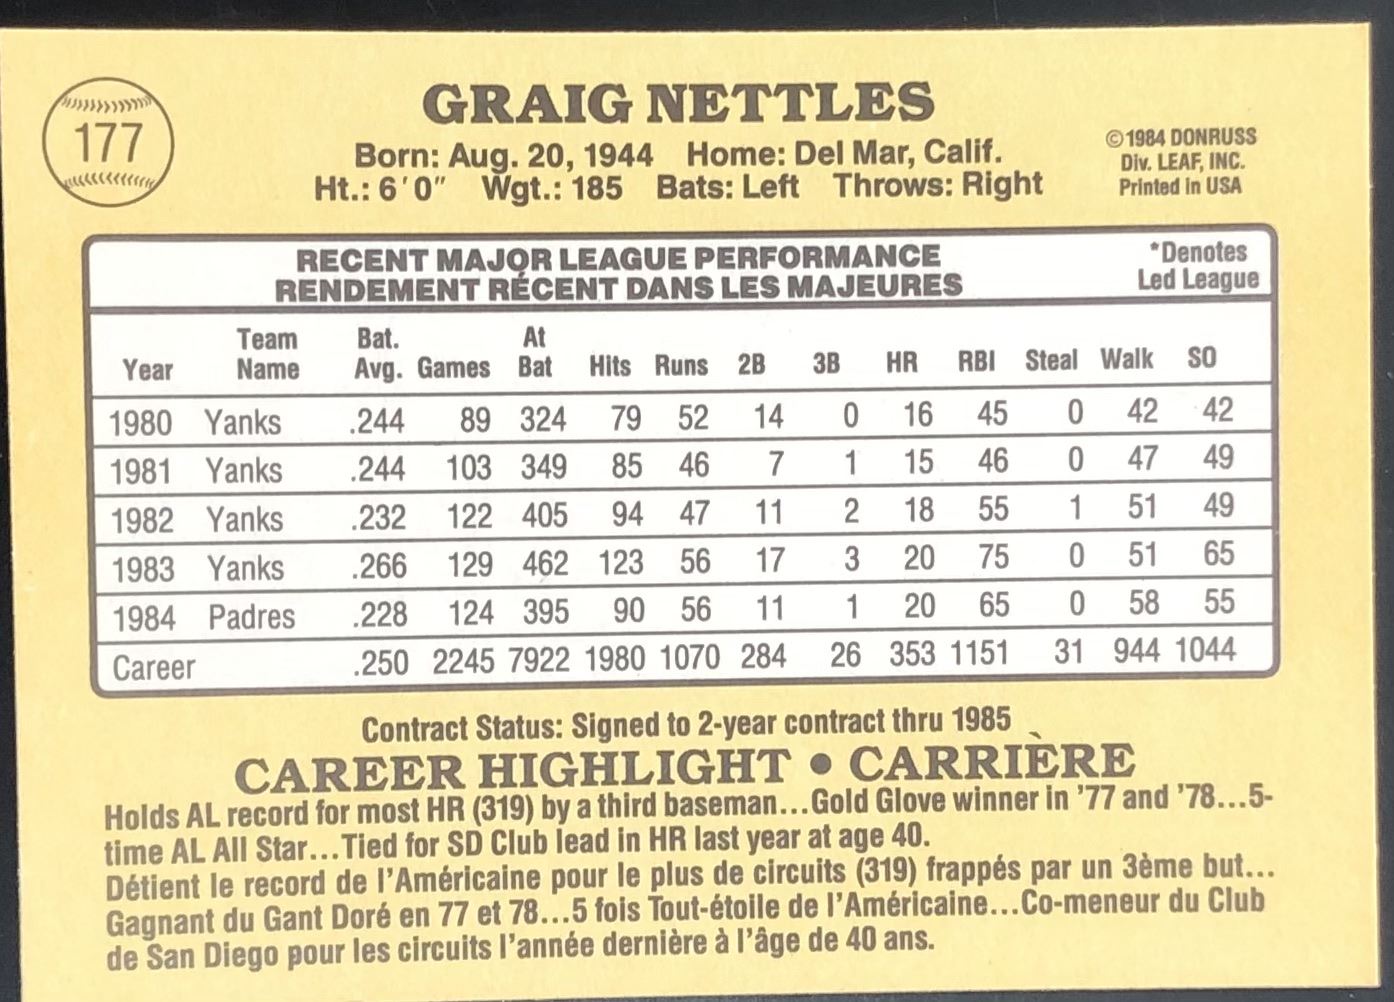 177
GRAIG NETTLES
Born: Aug. 20, 1944 Home: Del Mar, Calif.
Ht.: 6'0" Wgt.: 185 Bats: Left Throws: Right
©1984 DONRUSS
Div. LEAF, INC.
Printed in USA
RECENT MAJOR LEAGUE PERFORMANCE
RENDEMENT RÉCENT DANS LES MAJEURES
*Denotes
Led League
Year Team Name Bat. Avg. Games At Bat Hits Runs 2B 3B HR RBI Steal Walk SO
1980 Yanks .244 89 324 79 52 14 0 16 45 0 42 42
1981 Yanks .244 103 349 85 46 7 1 15 46 0 47 49
1982 Yanks .232 122 405 94 47 11 2 18 55 1 51 49
1983 Yanks .266 129 462 123 56 17 3 20 75 0 51 65
1984 Padres .228 124 395 90 56 11 1 20 65 0 58 55
Career .250 2245 7922 1980 1070 284 26 353 1151 31 944 1044
Contract Status: Signed to 2-year contract thru 1985
CAREER HIGHLIGHT • CARRIÈRE
Holds AL record for most HR (319) by a third baseman...Gold Glove winner in '77 and '78...5-
time AL All Star...Tied for SD Club lead in HR last year at age 40.
Détient le record de l'Américaine pour le plus de circuits (319) frappés par un 3ème but...
Gagnant du Gant Doré en 77 et 78...5 fois Tout-étoile de l'Américaine...Co-meneur du Club
de San Diego pour les circuits l'année dernière à l'âge de 40 ans.